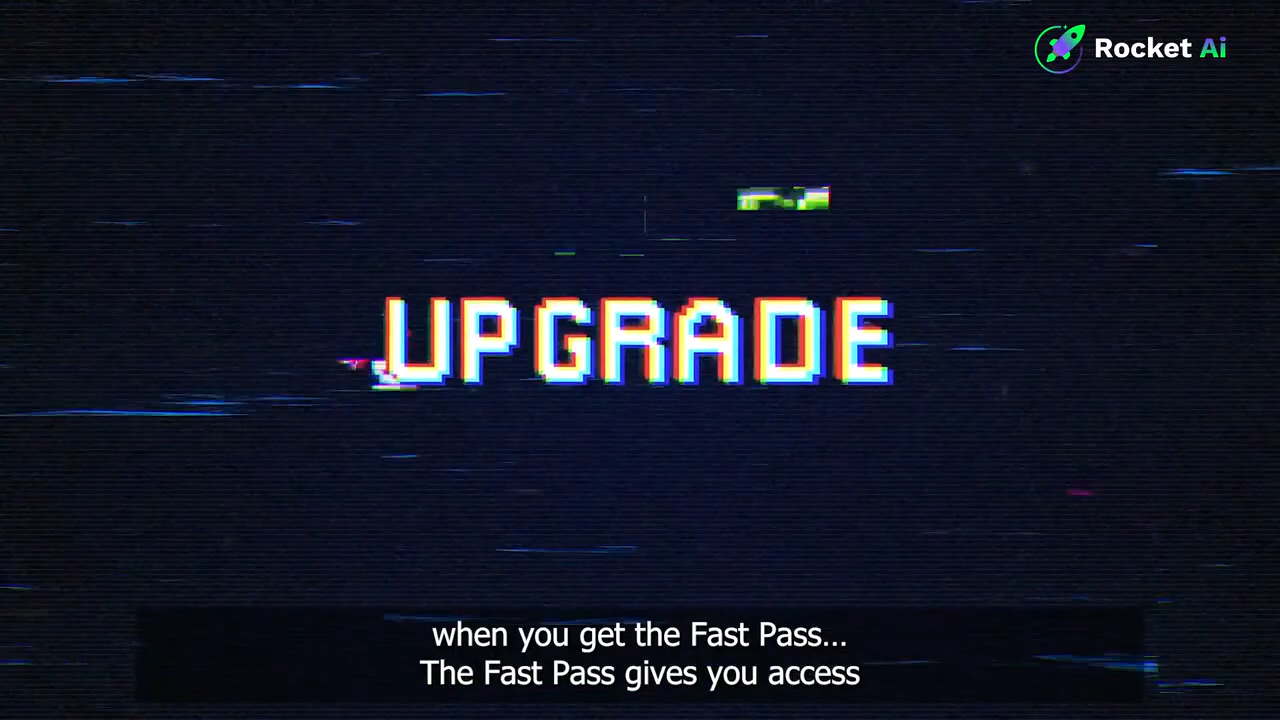 Rocket Ai
UPGRADE
when you get the Fast Pass...
The Fast Pass gives you access